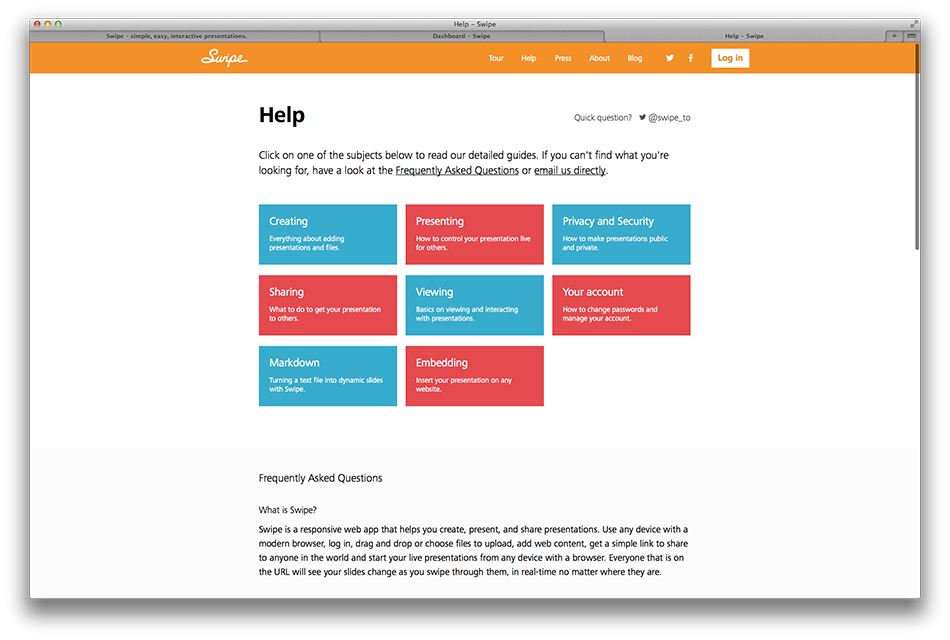 Help – Swipe
Swipe – simple, easy, interactive presentations.
Dashboard – Swipe
Help – Swipe
Swipe
Tour
Help
Press
About
Blog
Log in
Help
Quick question? @swipe_to
Click on one of the subjects below to read our detailed guides. If you can't find what you're
looking for, have a look at the Frequently Asked Questions or email us directly.
Creating
Everything about adding
presentations and files.
Presenting
How to control your presentation live
for others.
Privacy and Security
How to make presentations public
and private.
Sharing
What to do to get your presentation
to others.
Viewing
Basics on viewing and interacting
with presentations.
Your account
How to change passwords and
manage your account.
Markdown
Turning a text file into dynamic slides
with Swipe.
Embedding
Insert your presentation on any
website.
Frequently Asked Questions
What is Swipe?
Swipe is a responsive web app that helps you create, present, and share presentations. Use any device with a
modern browser, log in, drag and drop or choose files to upload, add web content, get a simple link to share
to anyone in the world and start your live presentations from any device with a browser. Everyone that is on
the URL will see your slides change as you swipe through them, in real-time no matter where they are.